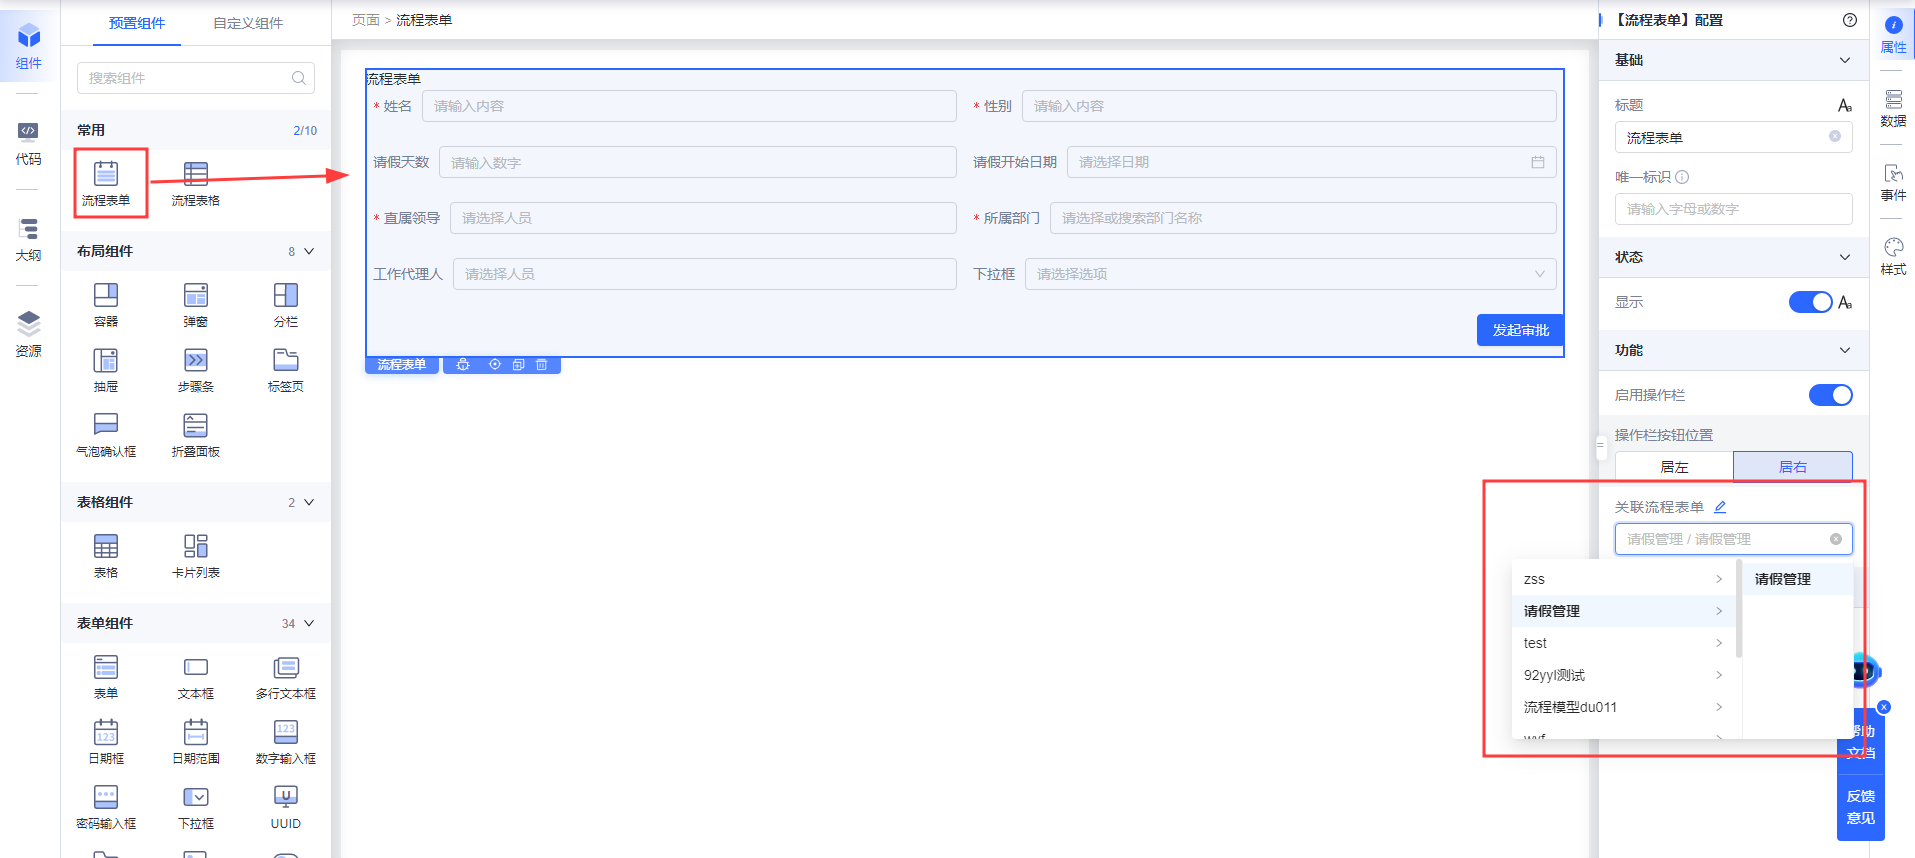 组件
代码
大纲
资源
预置组件
自定义组件
搜索组件
常用
2/10
流程表单
流程表格
布局组件
8
容器
弹窗
分栏
抽屉
步骤条
标签页
气泡确认框
折叠面板
表格组件
2
表格
卡片列表
表单组件
34
表单
文本框
多行文本框
123
日期框
日期范围
123
数字输入框
密码输入框
下拉框
U
UUID
页面 > 流程表单
流程表单
* 姓名
请输入内容
* 性别
请输入内容
请假天数
请输入数字
请假开始日期
请选择日期
* 直属领导
请选择人员
* 所属部门
请选择或搜索部门名称
工作代理人
请选择人员
下拉框
请选择选项
发起审批
流程表单
【流程表单】配置
基础
标题
Aa
流程表单
唯一标识
请输入字母或数字
状态
显示
Aa
功能
启用操作栏
操作栏按钮位置
居左
居右
关联流程表单
请假管理 / 请假管理
zss
请假管理
test
92yyl测试
流程模型du011
wyf
请假管理
属性
数据
事件
样式
帮助
文档
反馈
意见